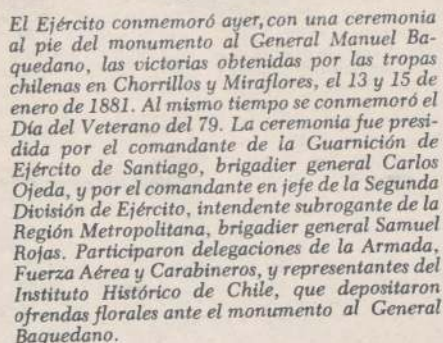 El Ejército conmemoró ayer, con una ceremonia
al pie del monumento al General Manuel Ba-
quedano, las victorias obtenidas por las tropas
chilenas en Chorrillos y Miraflores, el 13 y 15 de
enero de 1881. Al mismo tiempo se conmemoró el
Día del Veterano del 79. La ceremonia fue presi-
dida por el comandante de la Guarnición de
Ejército de Santiago, brigadier general Carlos
Ojeda, y por el comandante en jefe de la Segunda
División de Ejército, intendente subrogante de la
Región Metropolitana, brigadier general Samuel
Rojas. Participaron delegaciones de la Armada,
Fuerza Aérea y Carabineros, y representantes del
Instituto Histórico de Chile, que depositaron
ofrendas florales ante el monumento al General
Baquedano.